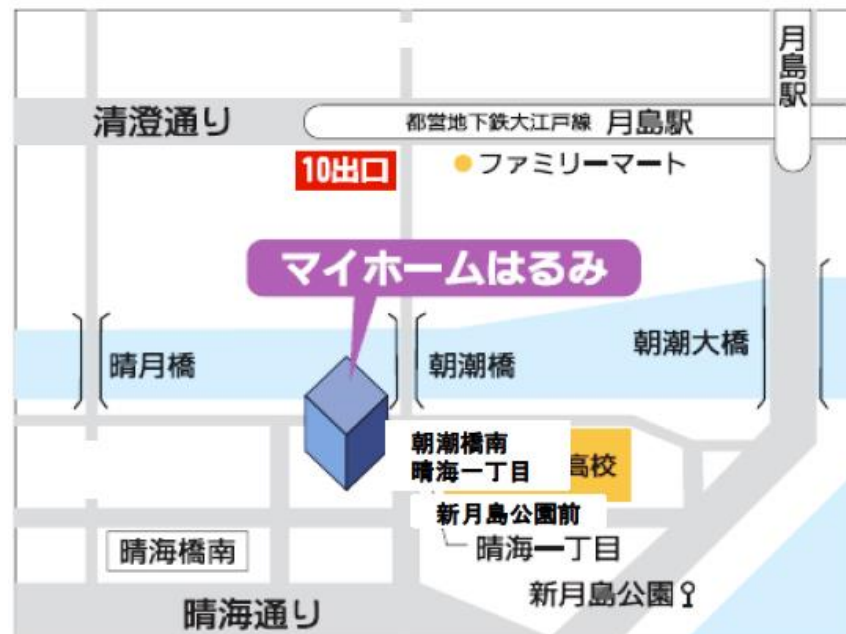 月島駅
清澄通り
都営地下鉄大江戸線 月島駅
10出口
ファミリーマート
マイホームはるみ
晴月橋
朝潮橋
朝潮大橋
朝潮橋南
晴海一丁目
高校
新月島公園前
晴海橋南
晴海一丁目
新月島公園
晴海通り